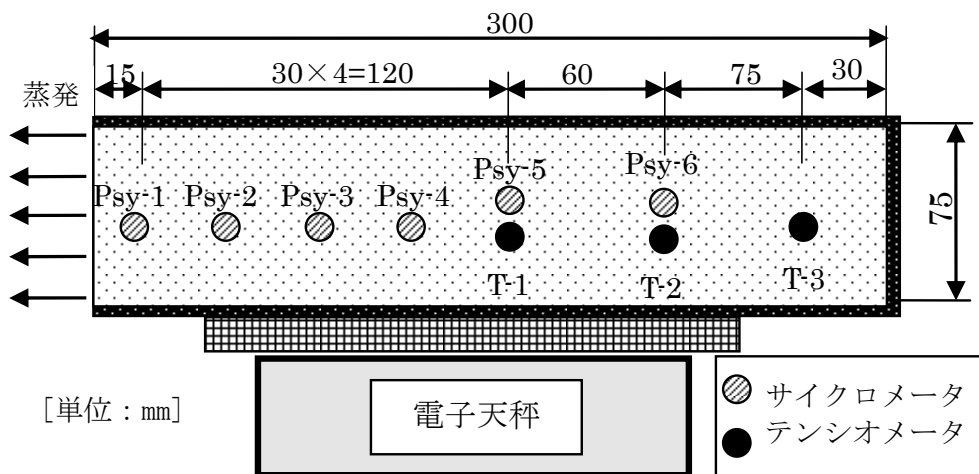 300
15
30×4=120
60
75
30
蒸発
Psy-1
Psy-2
Psy-3
Psy-4
Psy-5
Psy-6
75
T-1
T-2
T-3
[単位：mm]
電子天秤
サイクロメータ
テンシオメータ